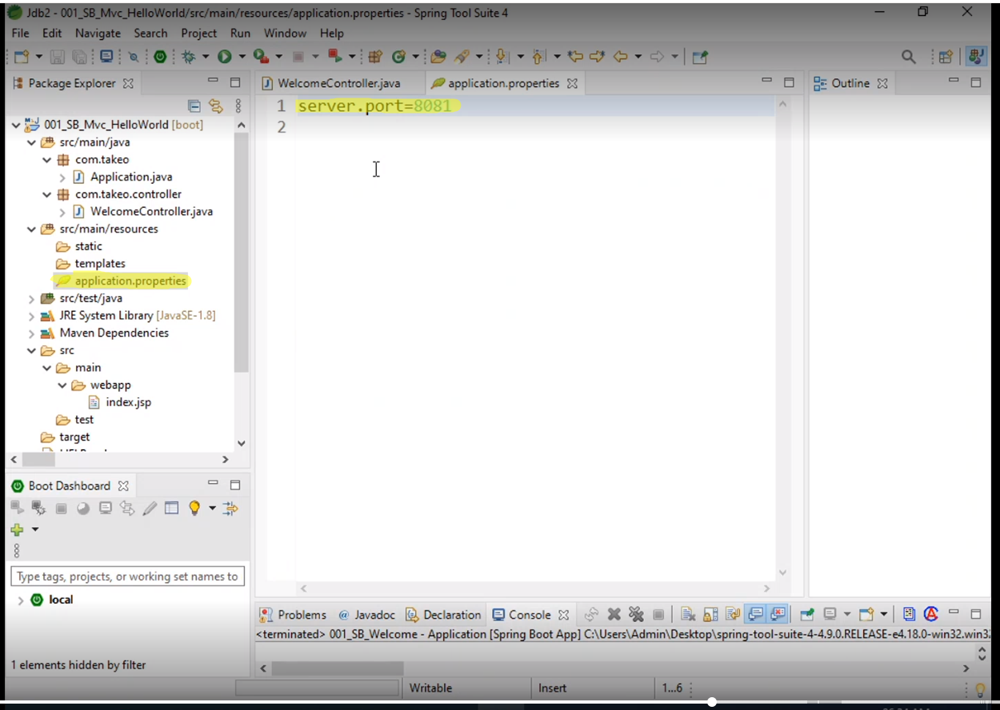 Jdb2 - 001_SB_Mvc_HelloWorld/src/main/resources/application.properties - Spring Tool Suite 4
File Edit Navigate Search Project Run Window Help
Package Explorer
WelcomeController.java
application.properties
Outline
1 server.port=8081
2
001_SB_Mvc_HelloWorld [boot]
src/main/java
com.takeo
Application.java
com.takeo.controller
WelcomeController.java
src/main/resources
static
templates
application.properties
src/test/java
JRE System Library [JavaSE-1.8]
Maven Dependencies
src
main
webapp
index.jsp
test
target
Boot Dashboard
Type tags, projects, or working set names to
local
1 elements hidden by filter
Problems @ Javadoc Declaration Console
<terminated> 001_SB_Welcome - Application [Spring Boot App] C:\Users\Admin\Desktop\spring-tool-suite-4-4.9.0.RELEASE-e4.18.0-win32.win32
Writable Insert 1...6